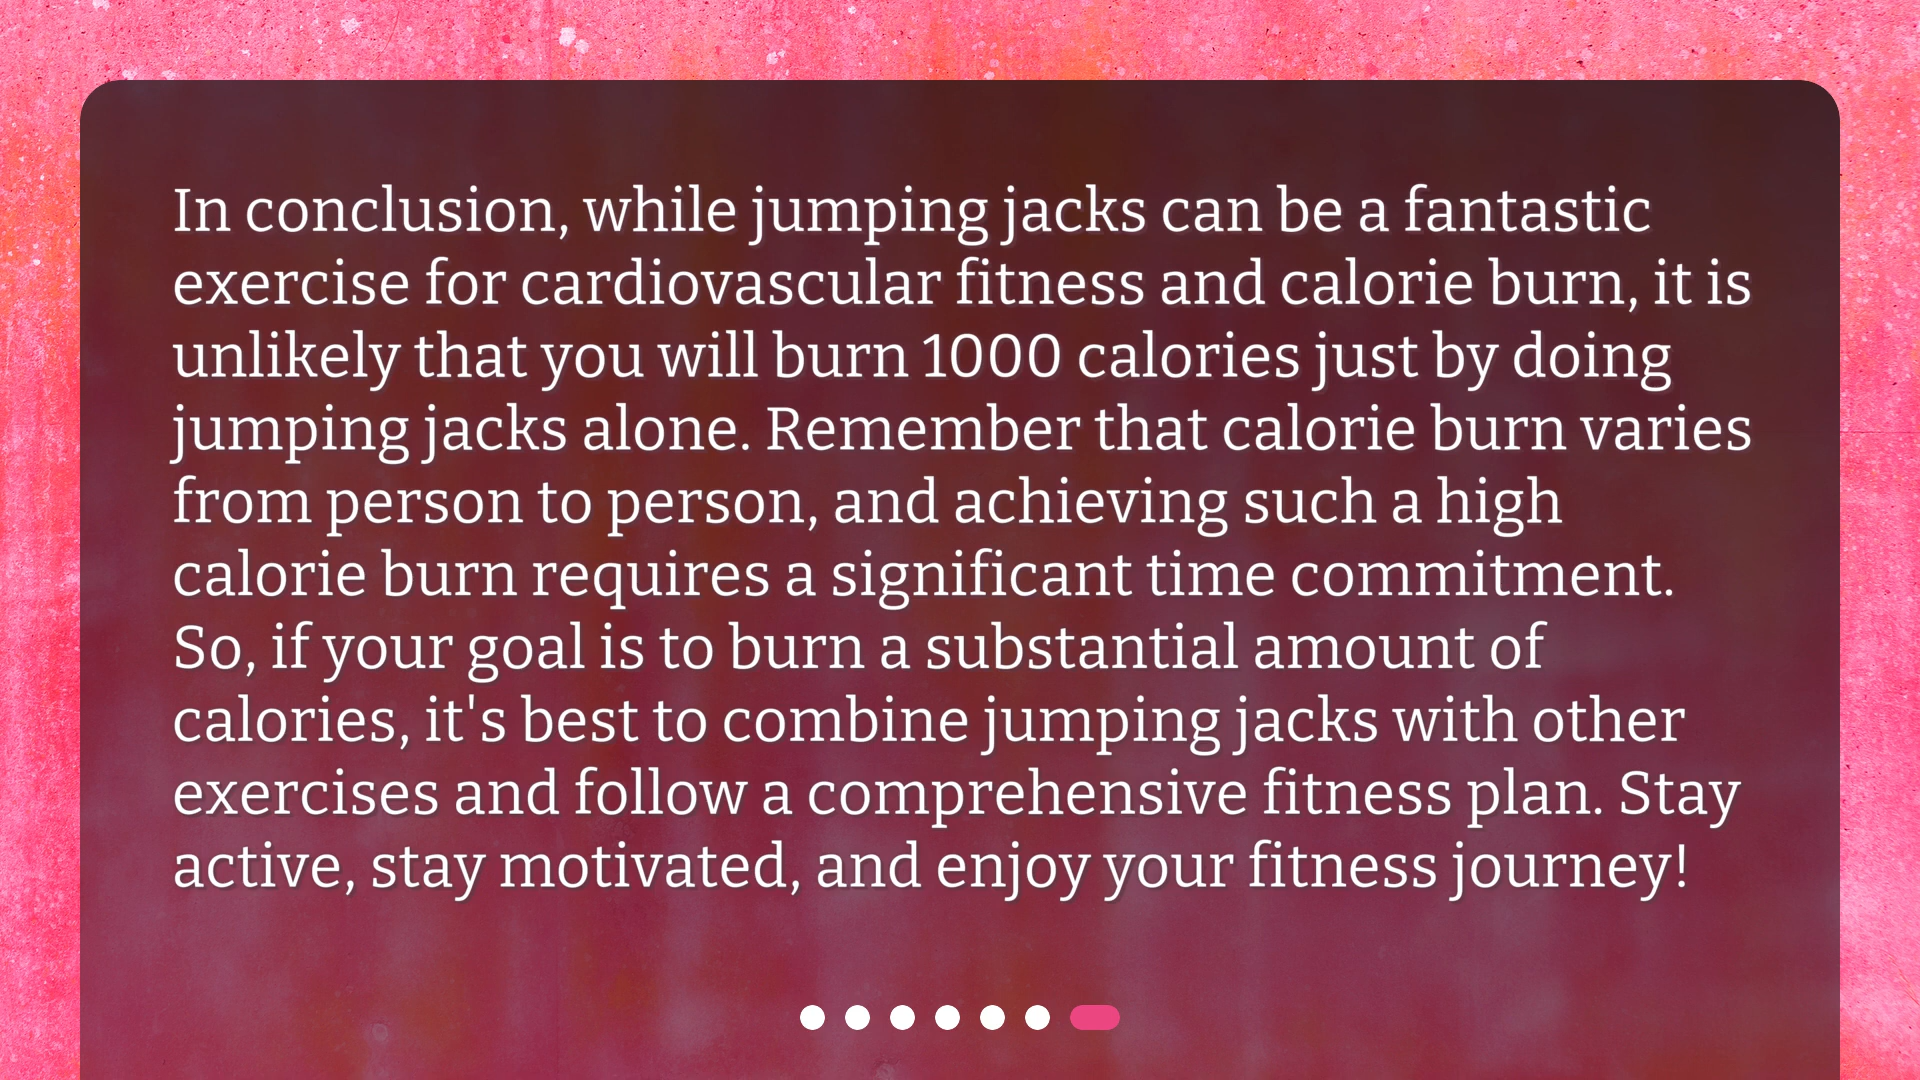 In conclusion, while jumping jacks can be a fantastic
exercise for cardiovascular fitness and calorie burn, it is
unlikely that you will burn 1000 calories just by doing
jumping jacks alone. Remember that calorie burn varies
from person to person, and achieving such a high
calorie burn requires a significant time commitment.
So, if your goal is to burn a substantial amount of
calories, it's best to combine jumping jacks with other
exercises and follow a comprehensive fitness plan. Stay
active, stay motivated, and enjoy your fitness journey!